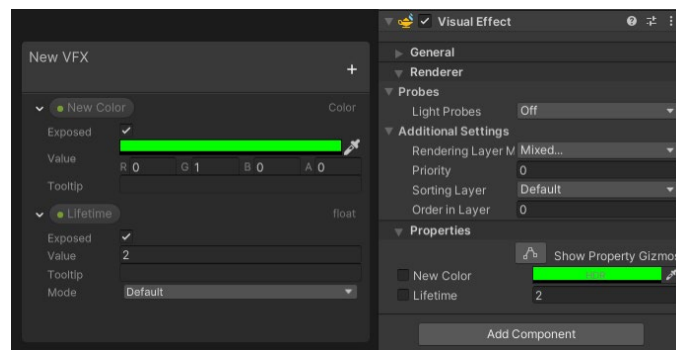 New VFX
+
New Color Color
Exposed
Value
R 0 G 1 B 0 A 0
Tooltip
Lifetime float
Exposed
Value 2
Tooltip
Mode Default
Visual Effect
General
Renderer
Probes
Light Probes Off
Additional Settings
Rendering Layer M Mixed...
Priority 0
Sorting Layer Default
Order in Layer 0
Properties
Show Property Gizmos
New Color HDR
Lifetime 2
Add Component